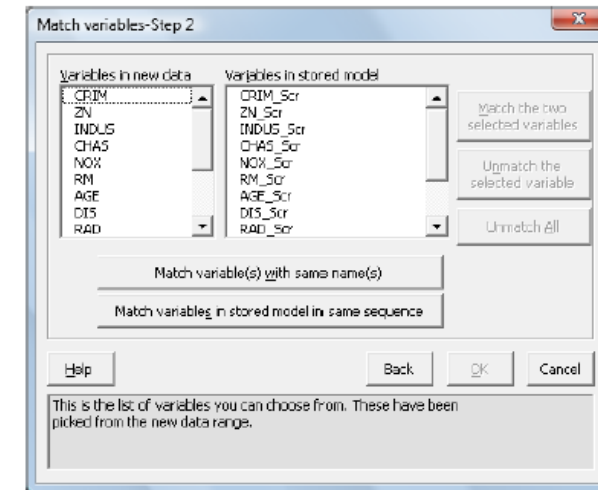 Match variables-Step 2
Variables in new data
Variables in stored model
CRIM
ZN
INDUS
CHAS
NOX
RM
AGE
DIS
RAD
CRIM_Scr
ZN_Scr
INDUS_Scr
CHAS_Scr
NOX_Scr
RM_Scr
AGE_Scr
DIS_Scr
RAD_Scr
Match the two
selected variables
Unmatch the
selected variable
Unmatch All
Match variable(s) with same name(s)
Match variables in stored model in same sequence
Help
Back
OK
Cancel
This is the list of variables you can choose from. These have been
picked from the new data range.